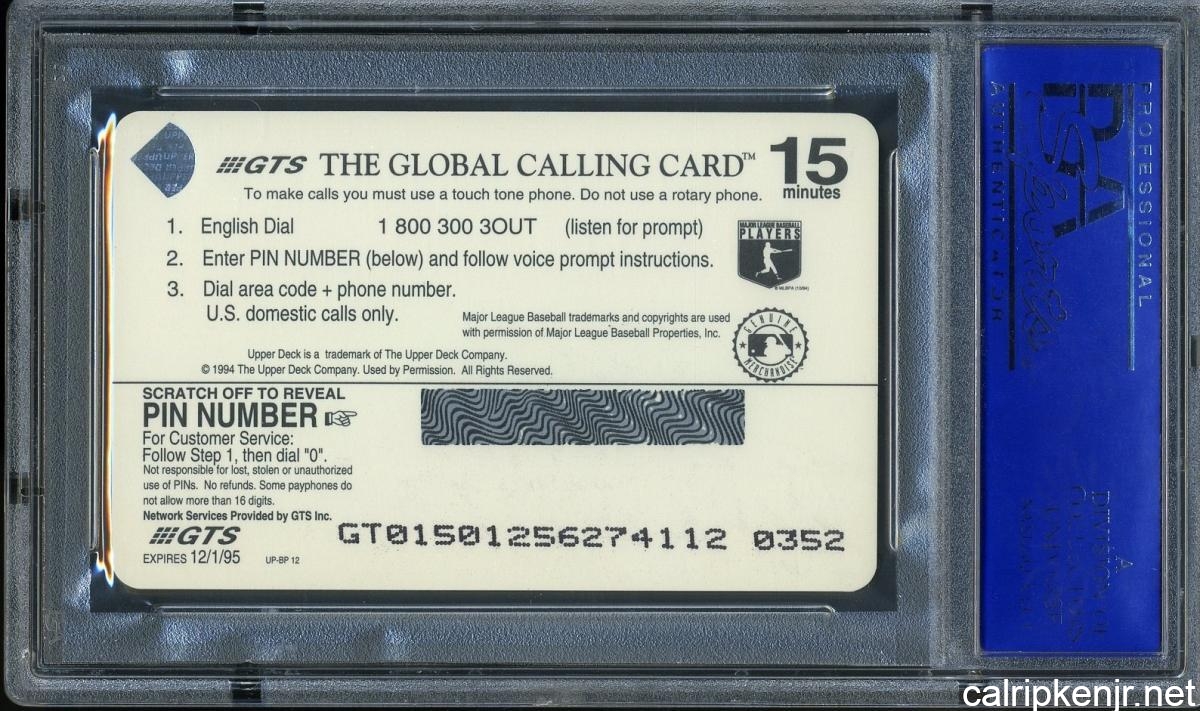 GTS THE GLOBAL CALLING CARD™ 15 minutes
To make calls you must use a touch tone phone. Do not use a rotary phone.
1. English Dial 1 800 300 3OUT (listen for prompt)
2. Enter PIN NUMBER (below) and follow voice prompt instructions.
3. Dial area code + phone number.
U.S. domestic calls only.
MAJOR LEAGUE BASEBALL
PLAYERS
© MLBPA (10/94)
Major League Baseball trademarks and copyrights are used
with permission of Major League Baseball Properties, Inc.
GENUINE
MERCHANDISE
Upper Deck is a trademark of The Upper Deck Company.
© 1994 The Upper Deck Company. Used by Permission. All Rights Reserved.
SCRATCH OFF TO REVEAL
PIN NUMBER
For Customer Service:
Follow Step 1, then dial "0".
Not responsible for lost, stolen or unauthorized
use of PINs. No refunds. Some payphones do
not allow more than 16 digits.
Network Services Provided by GTS Inc.
GTS
EXPIRES 12/1/95 UP-BP 12
GT01501256274112 0352
PROFESSIONAL
PSA
AUTHENTICATOR
A
DIVISION OF
COLLECTORS
UNIVERSE
calripkenjr.net